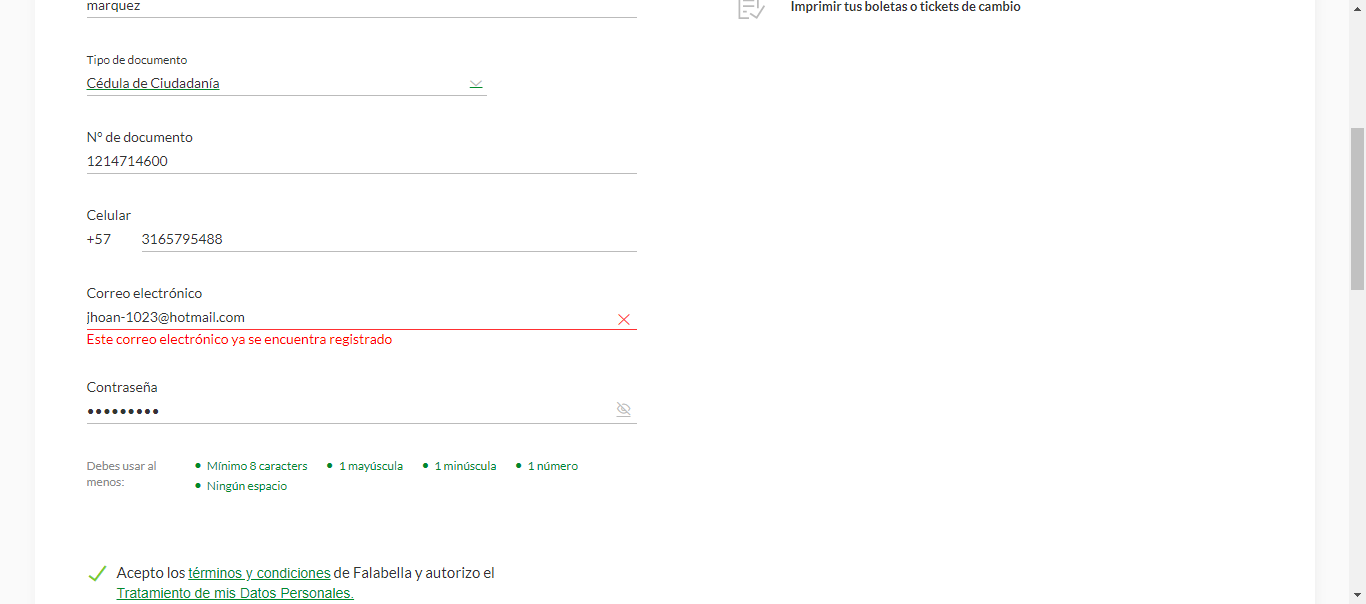 marquez
Imprimir tus boletas o tickets de cambio
Tipo de documento
Cédula de Ciudadanía
N° de documento
1214714600
Celular
+57 3165795488
Correo electrónico
jhoan-1023@hotmail.com
Este correo electrónico ya se encuentra registrado
Contraseña
•••••••••
Debes usar al menos:
• Mínimo 8 caracters • 1 mayúscula • 1 minúscula • 1 número
• Ningún espacio
Acepto los términos y condiciones de Falabella y autorizo el
Tratamiento de mis Datos Personales.